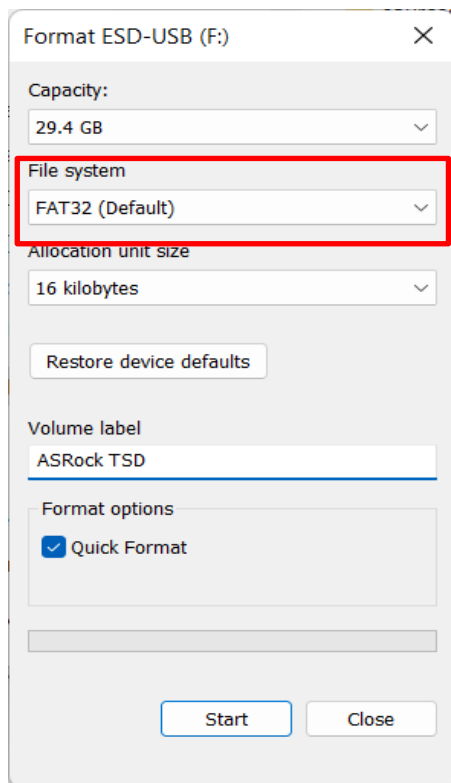 Format ESD-USB (F:)
Capacity:
29.4 GB
File system
FAT32 (Default)
Allocation unit size
16 kilobytes
Restore device defaults
Volume label
ASRock TSD
Format options
Quick Format
Start
Close